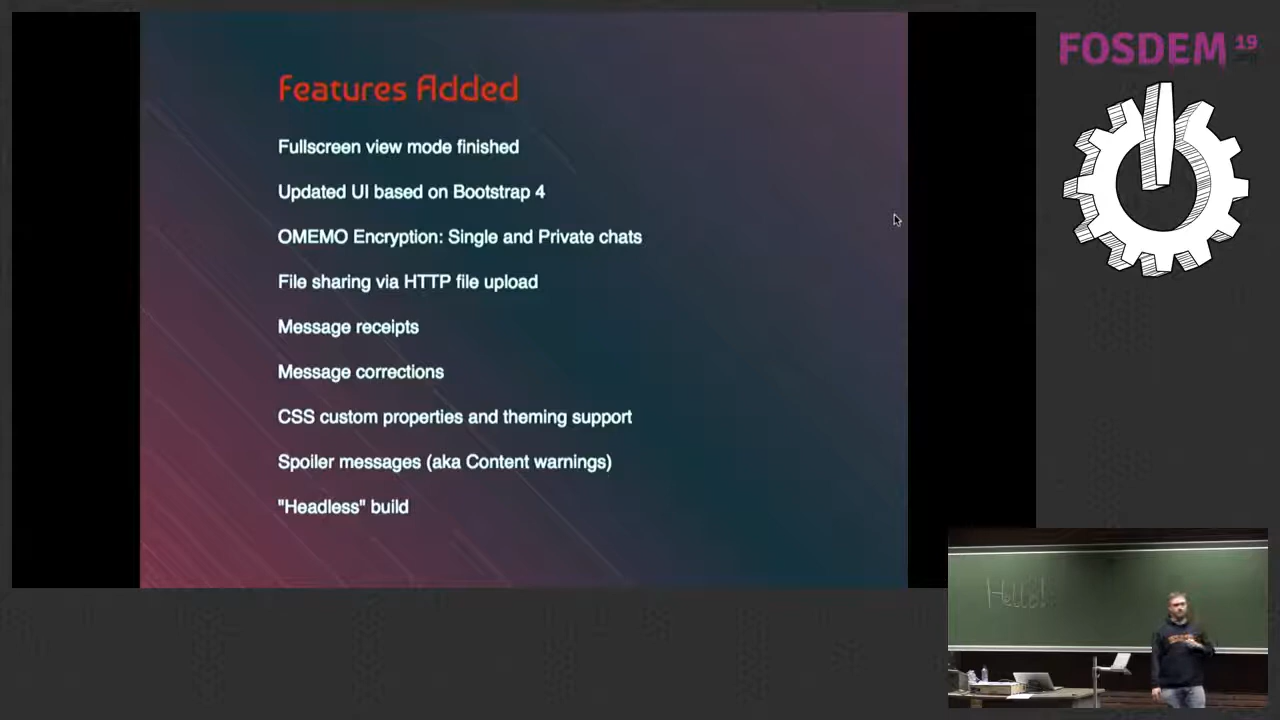 Features Added
Fullscreen view mode finished
Updated UI based on Bootstrap 4
OMEMO Encryption: Single and Private chats
File sharing via HTTP file upload
Message receipts
Message corrections
CSS custom properties and theming support
Spoiler messages (aka Content warnings)
"Headless" build
FOSDEM 19
Hello!